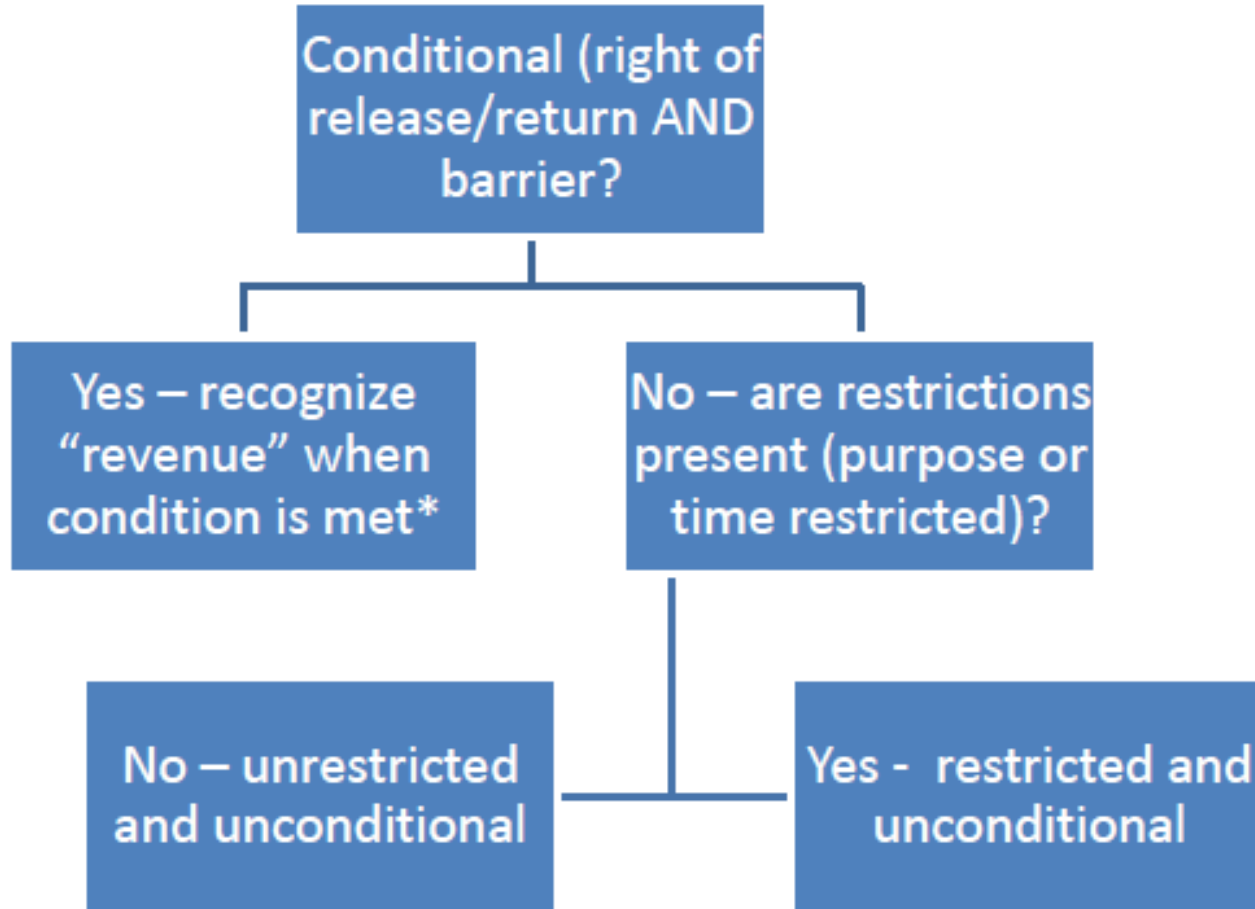 Conditional (right of
release/return AND
barrier?
Yes – recognize
“revenue” when
condition is met*
No – are restrictions
present (purpose or
time restricted)?
No – unrestricted
and unconditional
Yes -  restricted and
unconditional